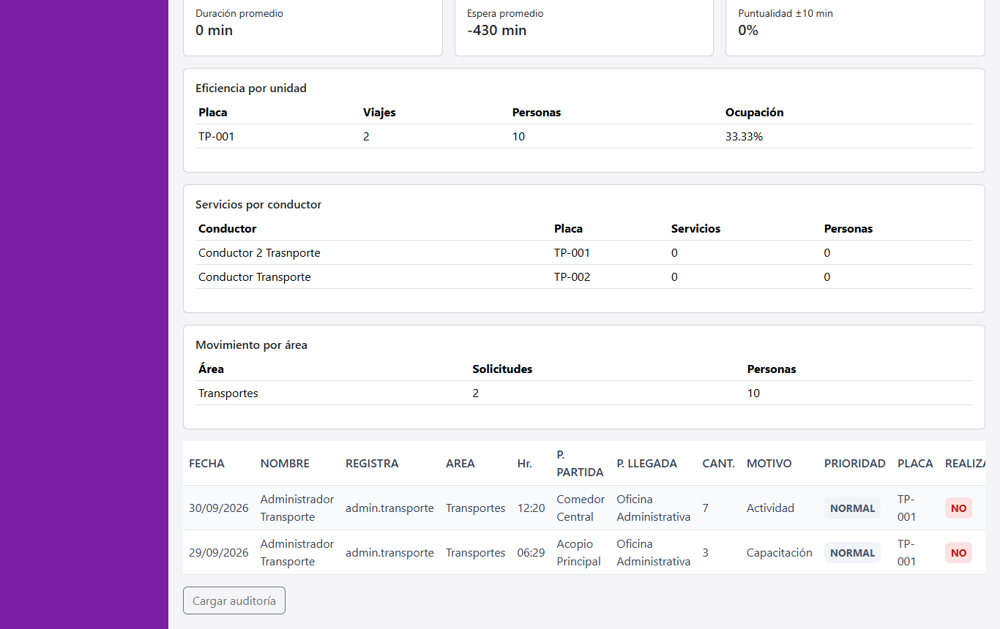 Duración promedio Espera promedio Puntualidad ±10 min
0 min -430 min 0%
Eficiencia por unidad
Placa Viajes Personas Ocupación
TP-001 2 10 33.33%
Servicios por conductor
Conductor Placa Servicios Personas
Conductor 2 Trasnporte TP-001 0 0
Conductor Transporte TP-002 0 0
Movimiento por área
Área Solicitudes Personas
Transportes 2 10
FECHA NOMBRE REGISTRA AREA Hr. P. PARTIDA P. LLEGADA CANT. MOTIVO PRIORIDAD PLACA REALIZA
30/09/2026 Administrador Transporte admin.transporte Transportes 12:20 Comedor Central Oficina Administrativa 7 Actividad NORMAL TP-001 NO
29/09/2026 Administrador Transporte admin.transporte Transportes 06:29 Acopio Principal Oficina Administrativa 3 Capacitación NORMAL TP-001 NO
Cargar auditoría